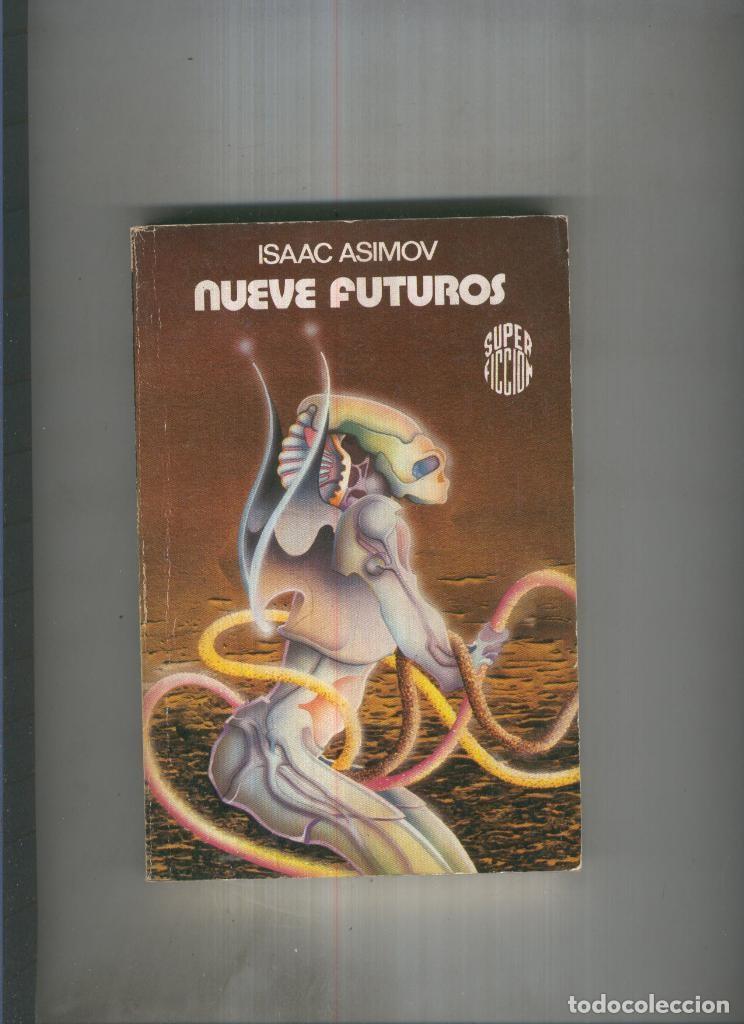 ISAAC ASIMOV
NUEVE FUTUROS
SUPER
FICCION
todocoleccion